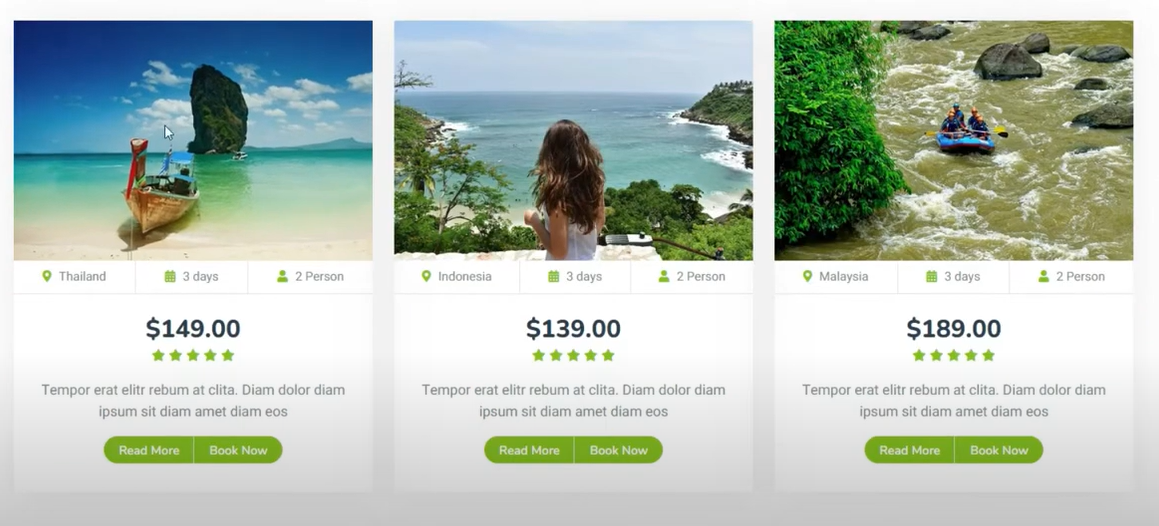 Thailand
3 days
2 Person
$149.00
Tempor erat elitr rebum at clita. Diam dolor diam
ipsum sit diam amet diam eos
Read More
Book Now
Indonesia
3 days
2 Person
$139.00
Tempor erat elitr rebum at clita. Diam dolor diam
ipsum sit diam amet diam eos
Read More
Book Now
Malaysia
3 days
2 Person
$189.00
Tempor erat elitr rebum at clita. Diam dolor diam
ipsum sit diam amet diam eos
Read More
Book Now